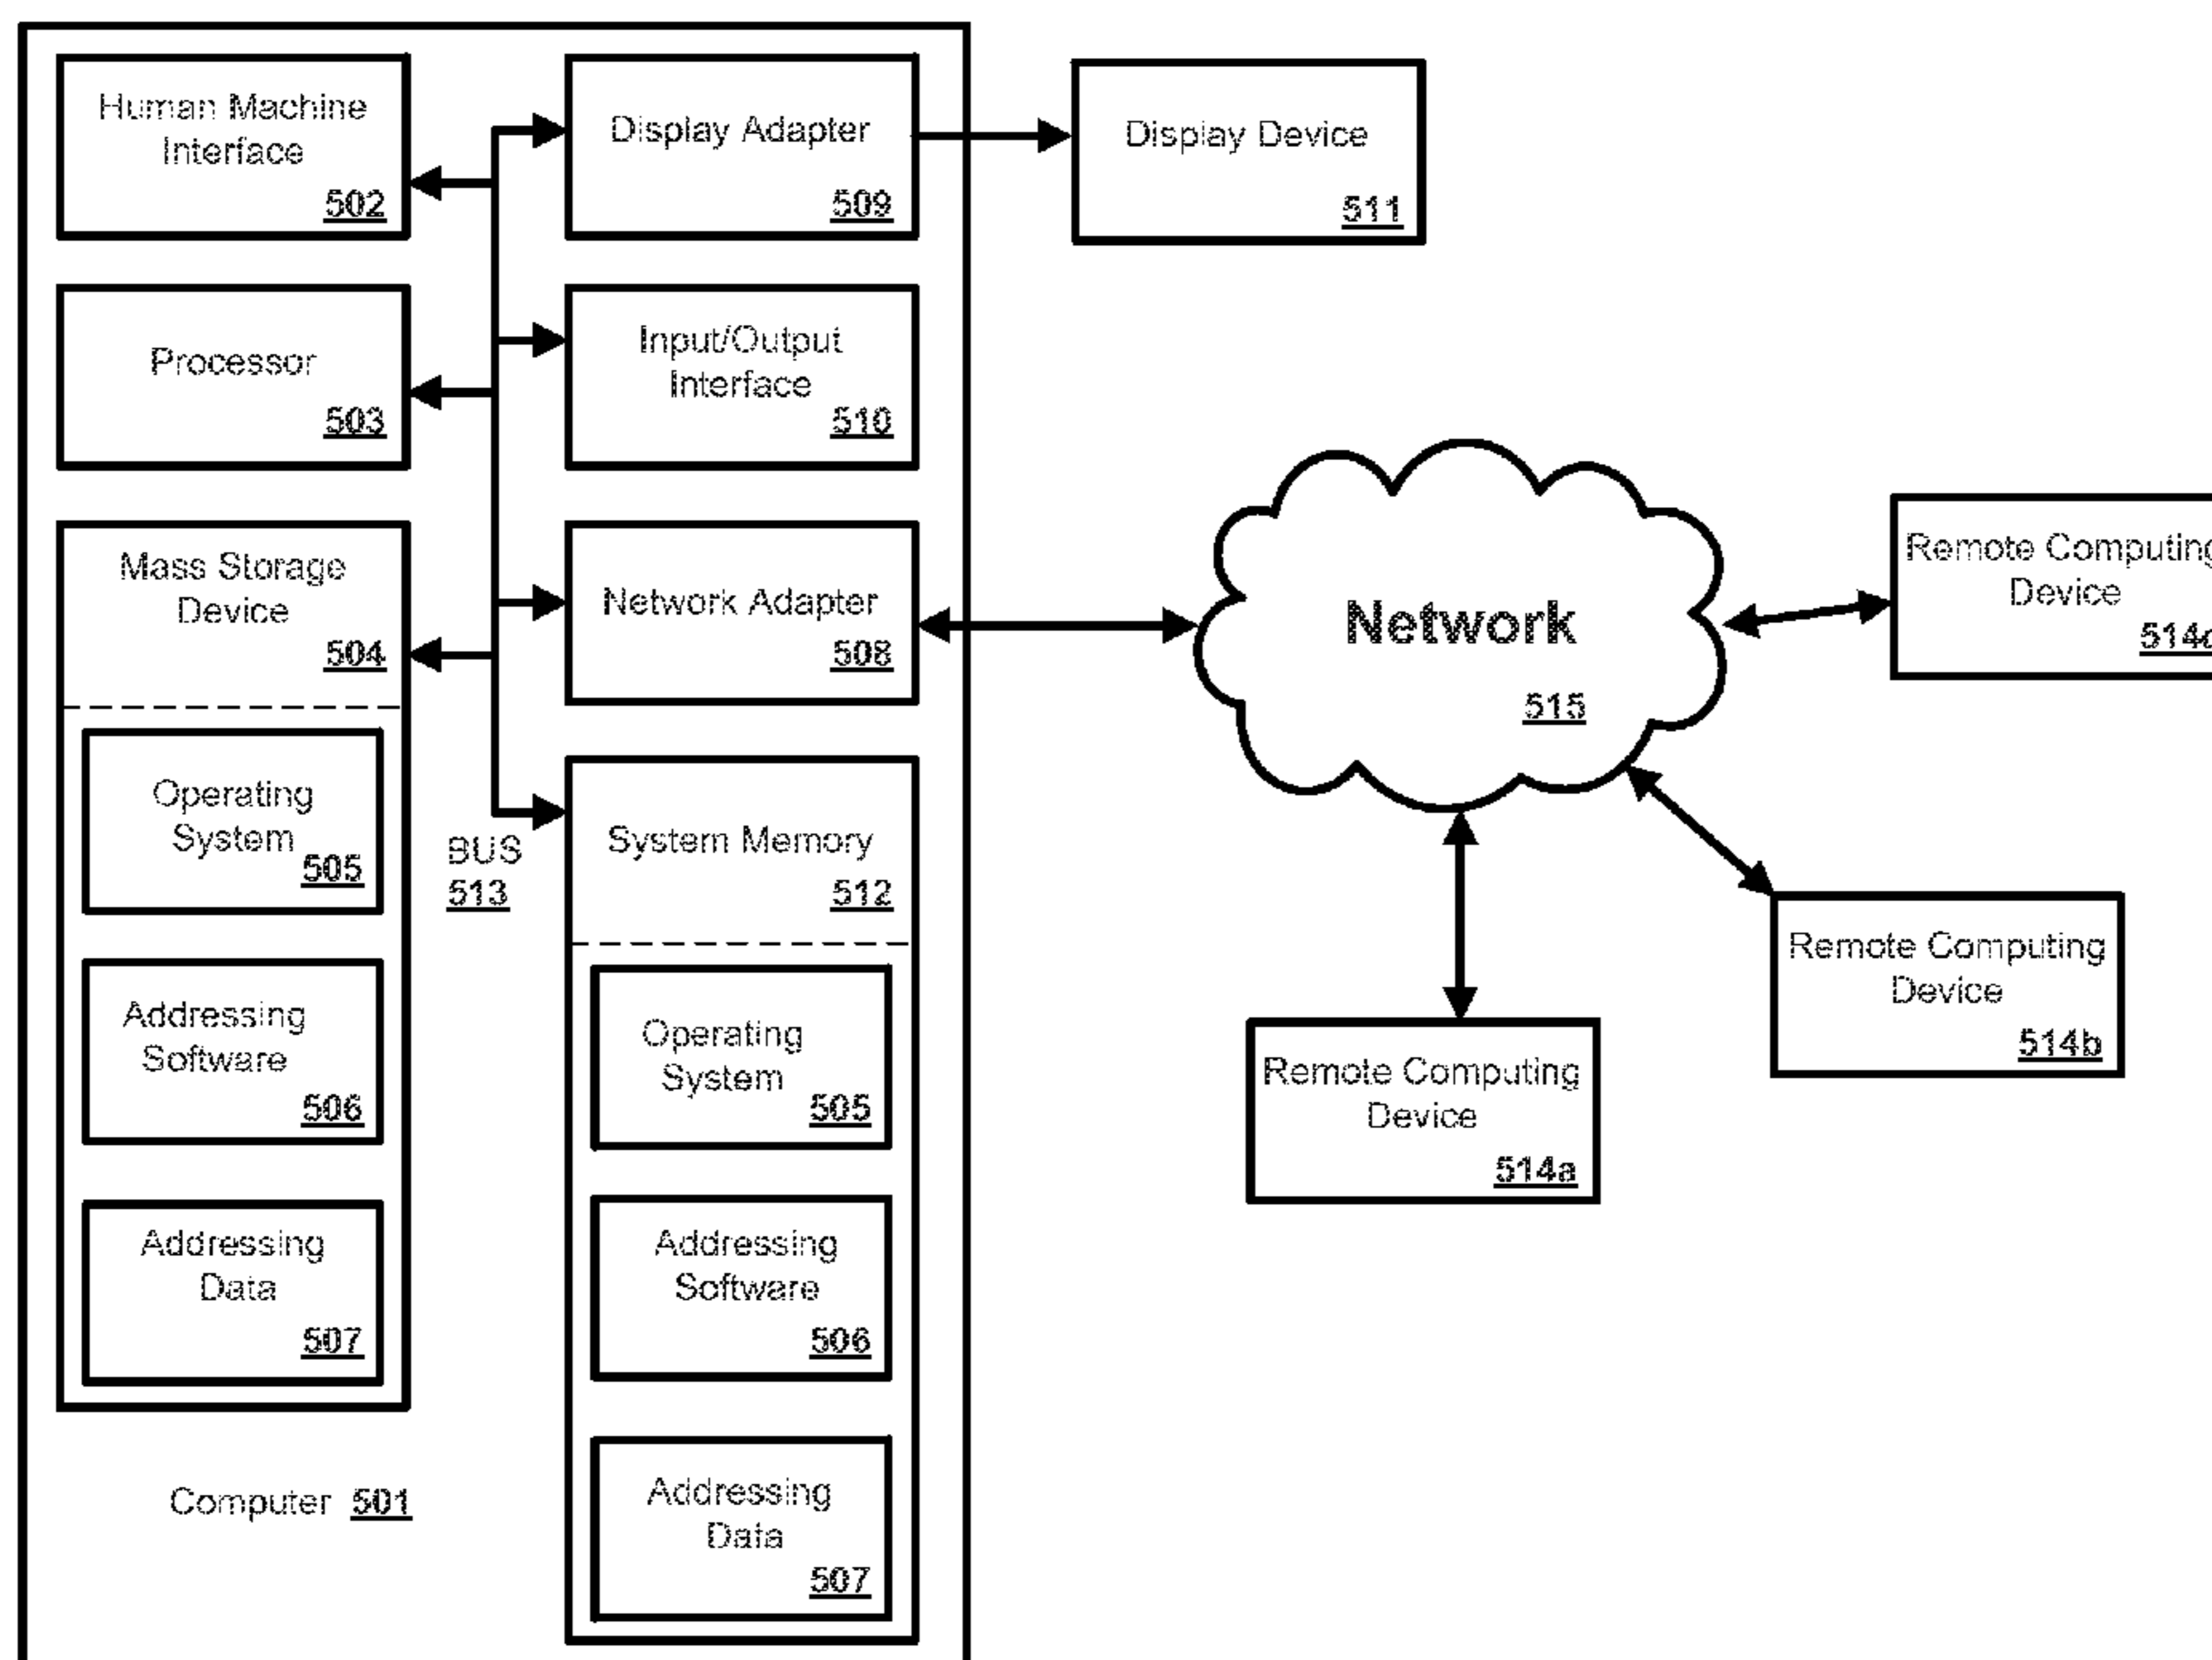 Human Machine
Interface
502
Display Adapter
509
Display Device
511
Processor
503
Input/Output
Interface
510
Mass Storage
Device
504
Network Adapter
508
Network
515
Remote Computing
Device
514c
Operating
System
505
BUS
513
System Memory
512
Remote Computing
Device
514b
Addressing
Software
506
Operating
System
505
Remote Computing
Device
514a
Addressing
Data
507
Addressing
Software
506
Computer 501
Addressing
Data
507